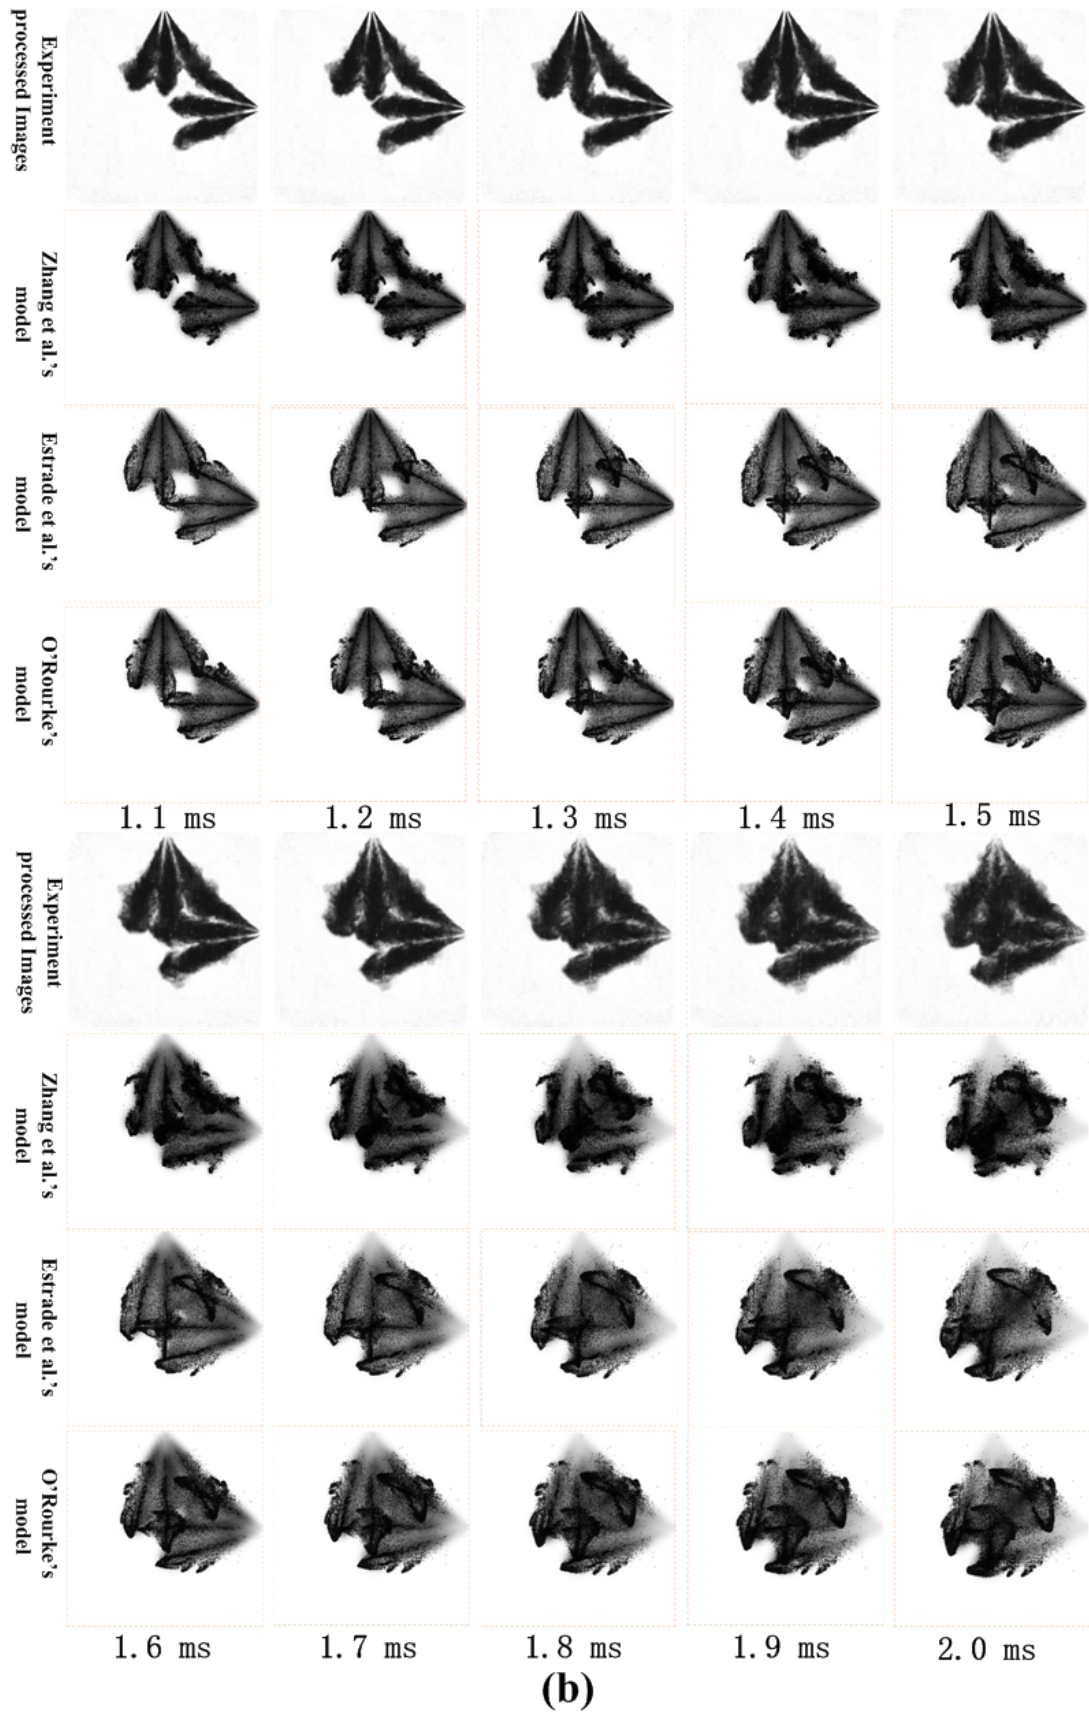 Experiment
processed Images
Zhang et al.'s
model
Estrade et al.'s
model
O'Rourke's
model
1.1 ms
1.2 ms
1.3 ms
1.4 ms
1.5 ms
Experiment
processed Images
Zhang et al.'s
model
Estrade et al.'s
model
O'Rourke's
model
1.6 ms
1.7 ms
1.8 ms
1.9 ms
2.0 ms
(b)